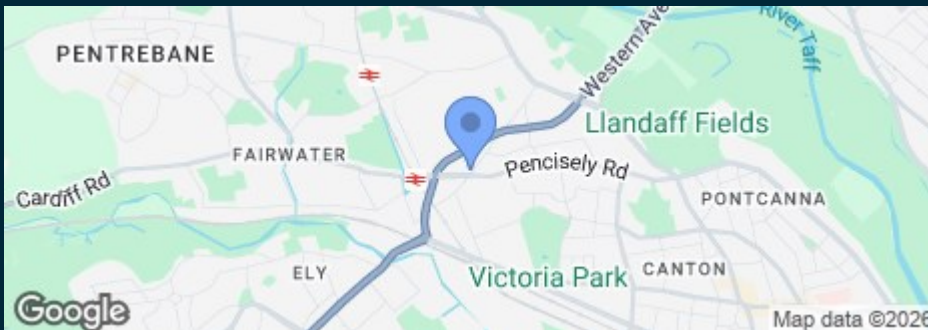 River Taff
Western Ave
PENTREBANE
Llandaff Fields
FAIRWATER
Pencisely Rd
Cardiff Rd
PONTCANNA
ELY
Victoria Park
CANTON
Google
Map data ©2026